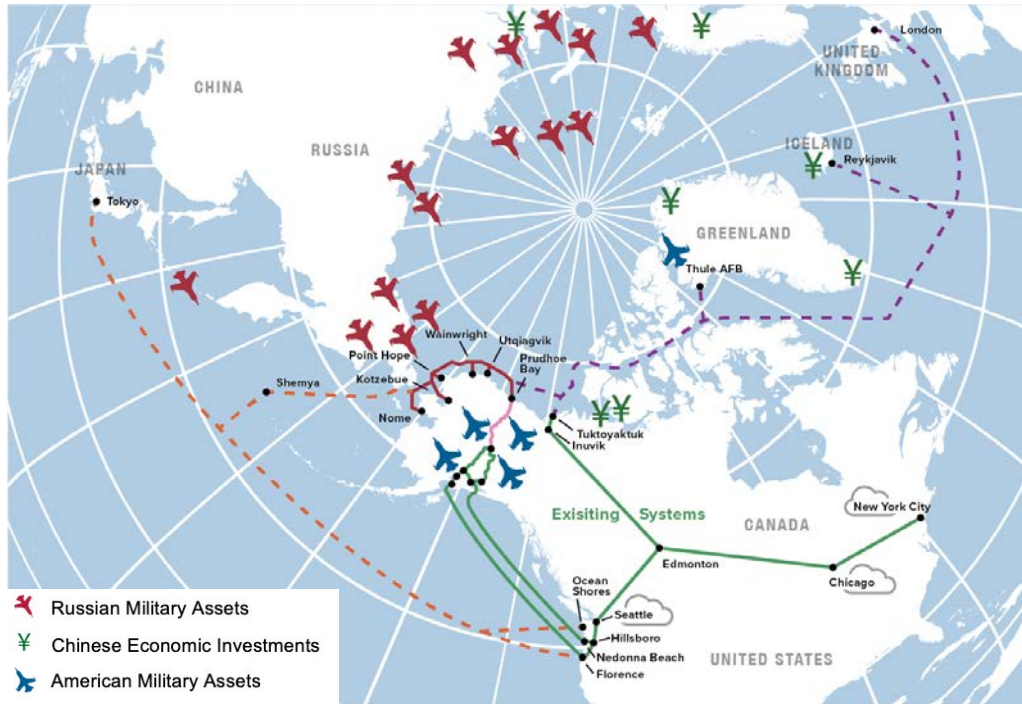 London
UNITED
KINGDOM
CHINA
RUSSIA
ICELAND
Reykjavik
JAPAN
Tokyo
GREENLAND
Thule AFB
Wainwright
Utqiagvik
Point Hope
Prudhoe
Bay
Kotzebue
Shemya
Nome
Tuktoyaktuk
Inuvik
Exisiting Systems
CANADA
New York City
Edmonton
Chicago
Ocean
Shores
Seattle
Hillsboro
Nedonna Beach
Florence
UNITED STATES
Russian Military Assets
¥ Chinese Economic Investments
American Military Assets
¥
¥
¥
¥
¥
¥ ¥